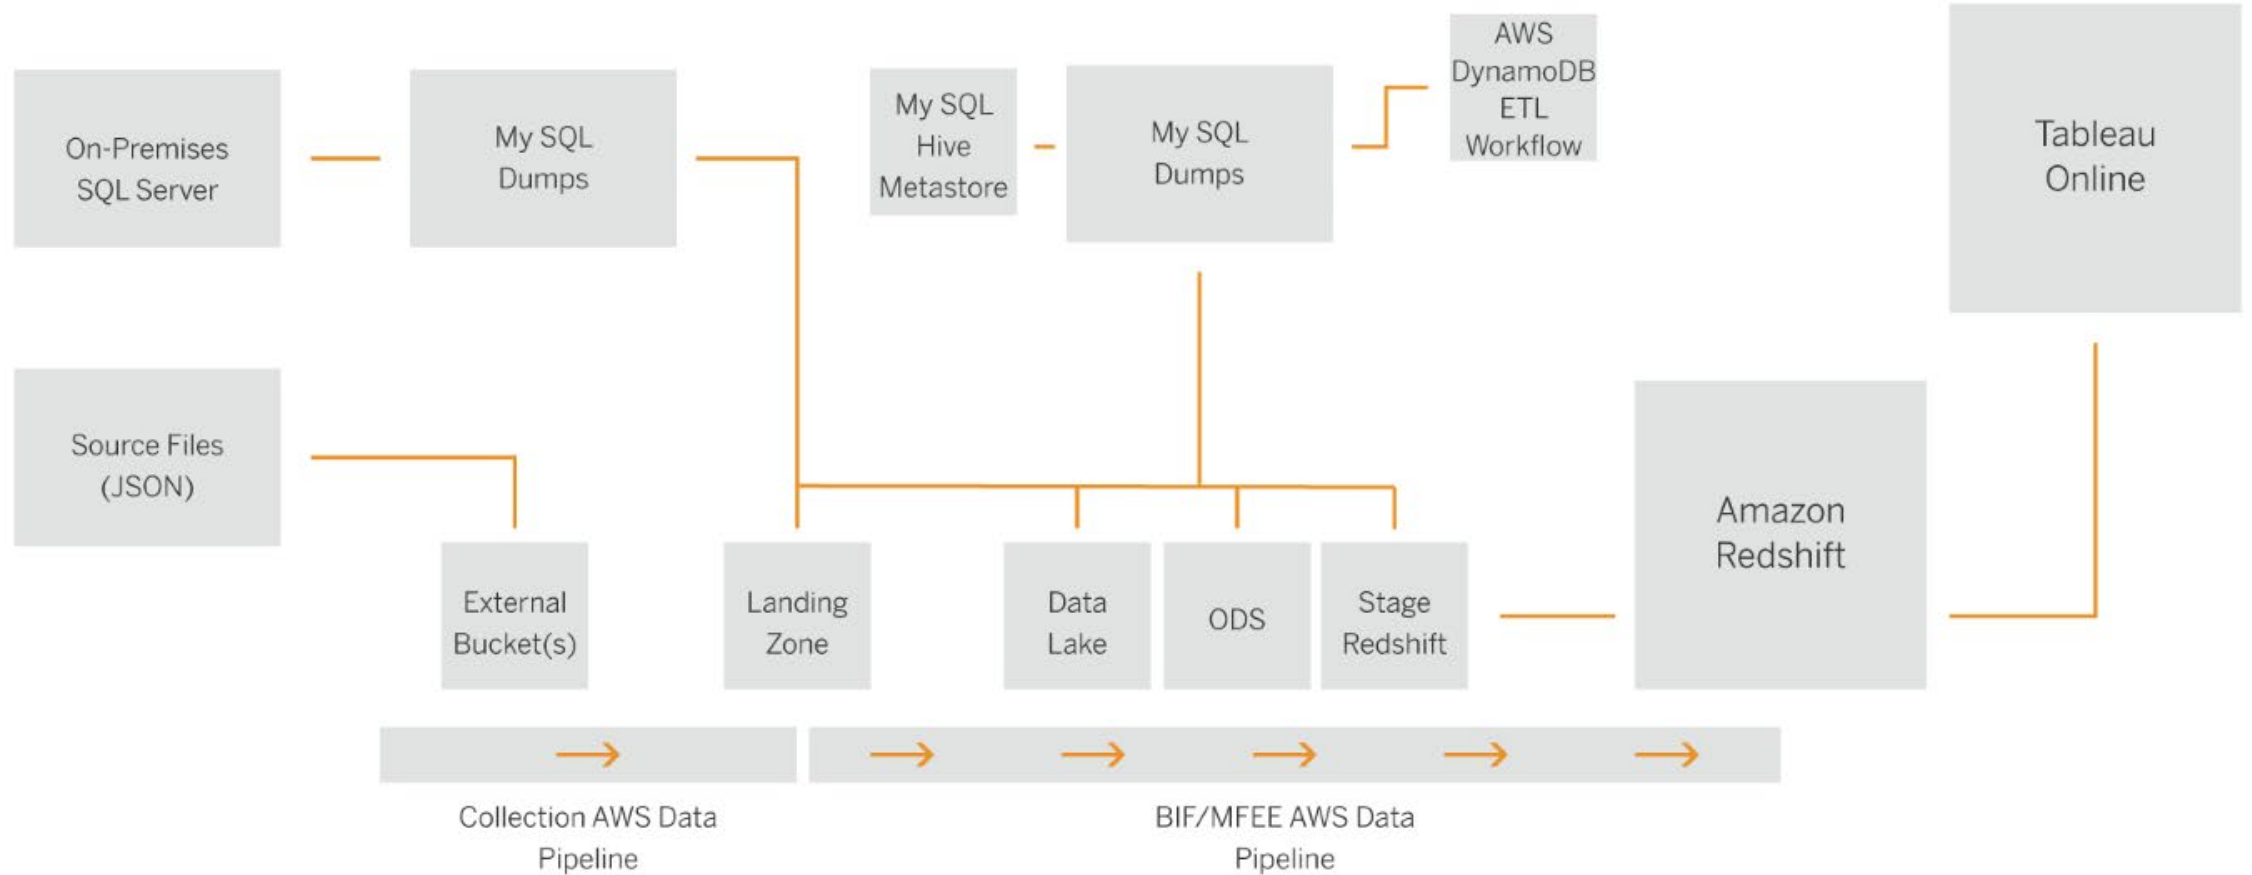 On-Premises
SQL Server
My SQL
Dumps
My SQL
Hive
Metastore
My SQL
Dumps
AWS
DynamoDB
ETL
Workflow
Tableau
Online
Source Files
(JSON)
Amazon
Redshift
External
Bucket(s)
Landing
Zone
Data
Lake
ODS
Stage
Redshift
Collection AWS Data
Pipeline
BIF/MFEE AWS Data
Pipeline